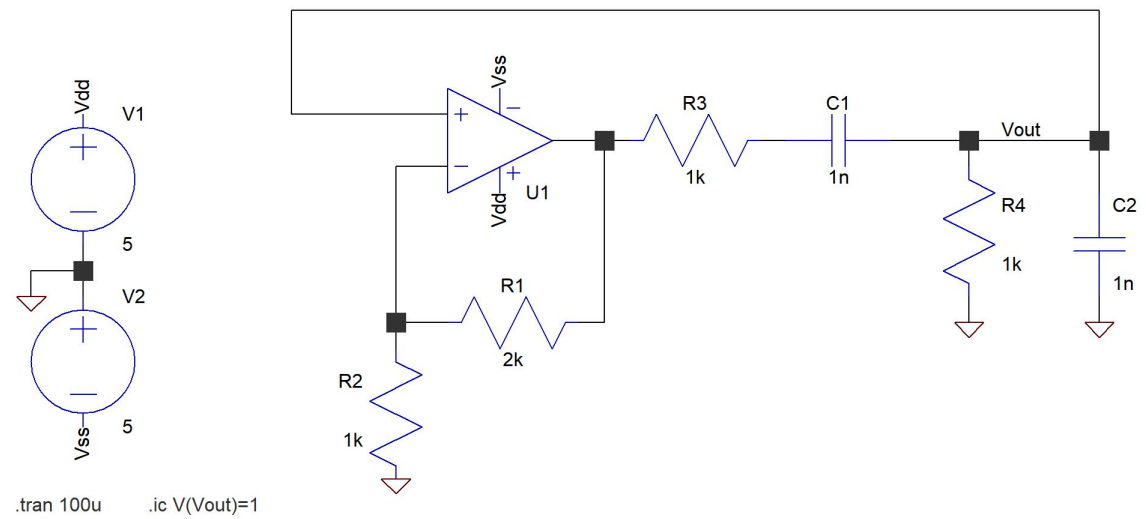 Vdd
V1
+
—
5
V2
+
—
5
Vss
Vss
+
−
−
+
Vdd
U1
R1
2k
R2
1k
R3
1k
C1
1n
Vout
R4
1k
C2
1n
.tran 100u
.ic V(Vout)=1